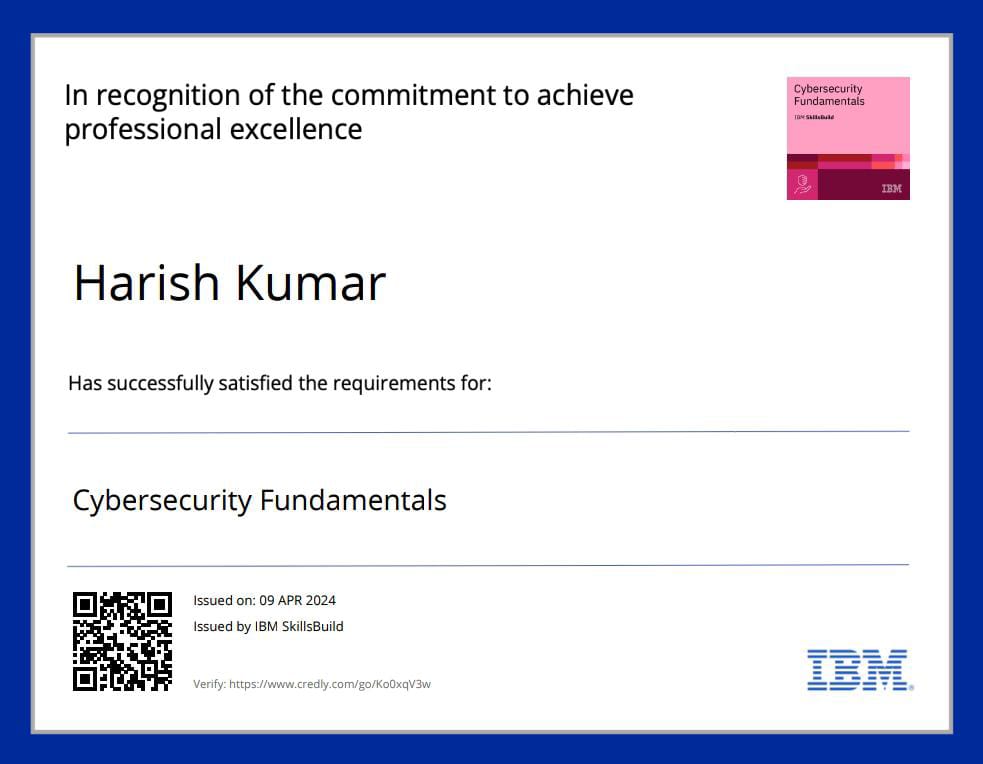 In recognition of the commitment to achieve
professional excellence
Cybersecurity
Fundamentals
IBM SkillsBuild
IBM
Harish Kumar
Has successfully satisfied the requirements for:
Cybersecurity Fundamentals
Issued on: 09 APR 2024
Issued by IBM SkillsBuild
Verify: https://www.credly.com/go/Ko0xqV3w
IBM®